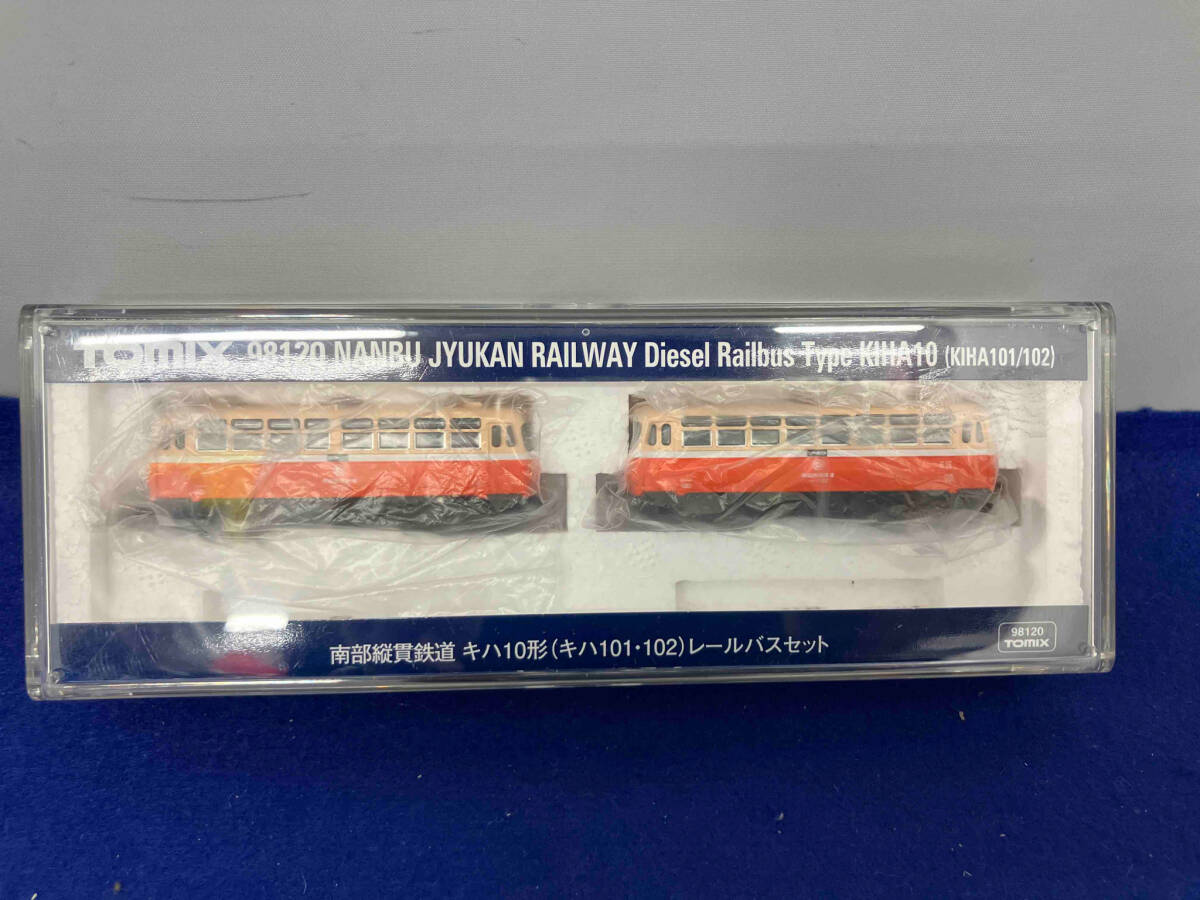 TOMIX 98120 NANBU JYUKAN RAILWAY Diesel Railbus Type KIHA10 (KIHA101/102)
南部縦貫鉄道 キハ10形(キハ101・102)レールバスセット
98120
TOMIX